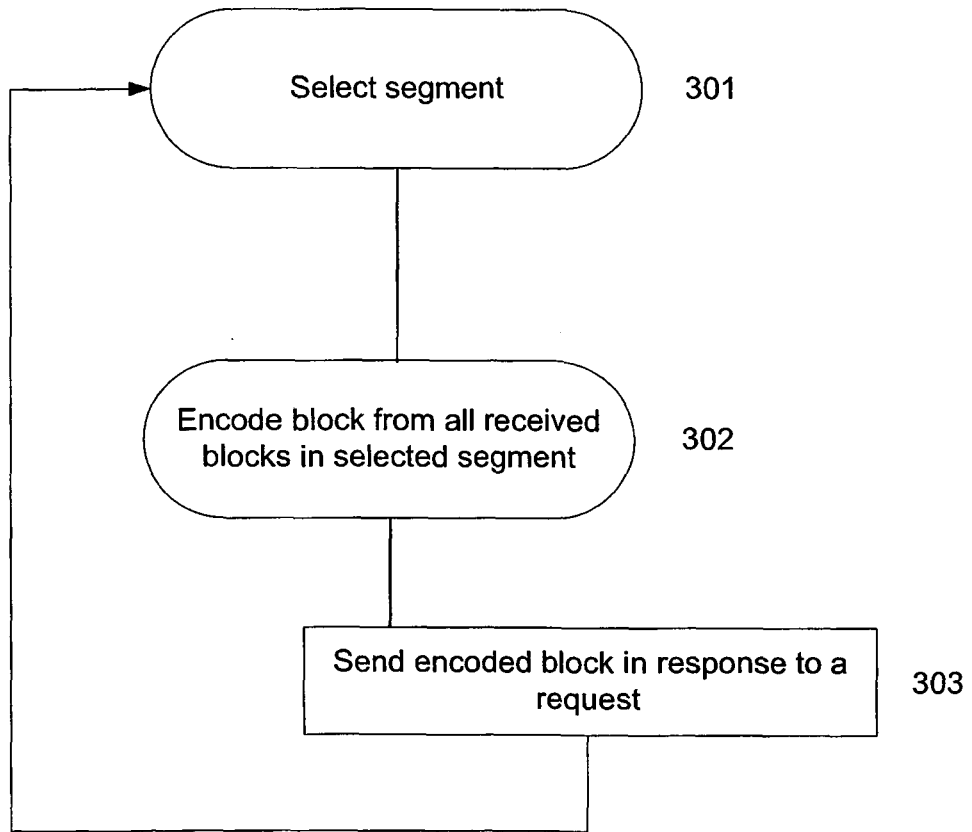 Select segment
301
Encode block from all received
blocks in selected segment
302
Send encoded block in response to a
request
303